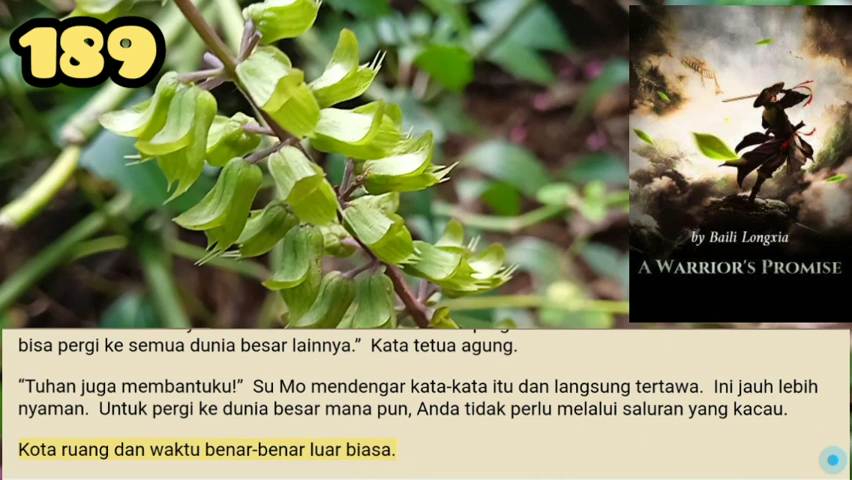 189
by Baili Longxia
A WARRIOR'S PROMISE
bisa pergi ke semua dunia besar lainnya.” Kata tetua agung.
“Tuhan juga membantuku!” Su Mo mendengar kata-kata itu dan langsung tertawa. Ini jauh lebih
nyaman. Untuk pergi ke dunia besar mana pun, Anda tidak perlu melalui saluran yang kacau.
Kota ruang dan waktu benar-benar luar biasa.